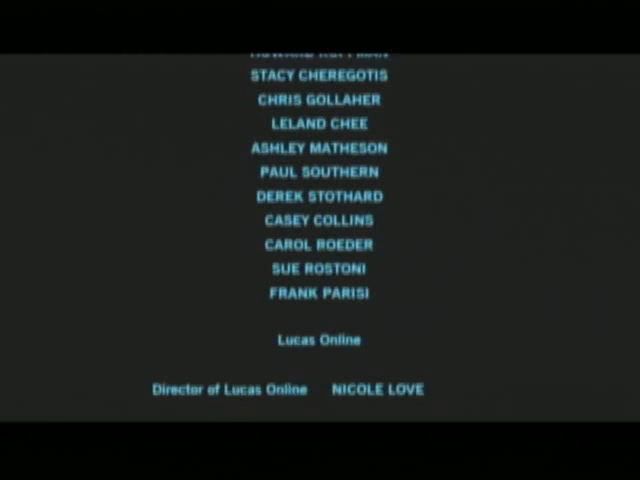 STACY CHEREGOTIS
CHRIS GOLLAHER
LELAND CHEE
ASHLEY MATHESON
PAUL SOUTHERN
DEREK STOTHARD
CASEY COLLINS
CAROL ROEDER
SUE ROSTONI
FRANK PARISI
Lucas Online
Director of Lucas Online NICOLE LOVE